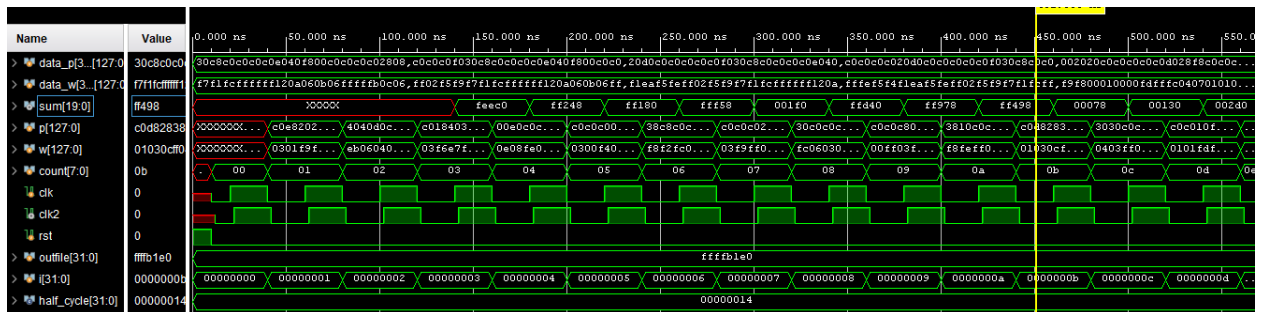 Name Value 0.000 ns 50.000 ns 100.000 ns 150.000 ns 200.000 ns 250.000 ns 300.000 ns 350.000 ns 400.000 ns 450.000 ns 500.000 ns 550.0
data_p[3...[127:0 30c8c0c0
data_w[3...[127:0 f7f1fcffffff1
sum[19:0] ff498 XXXXX feec0 ff248 ff180 fff58 001f0 ffd40 ff978 ff498 00078 00130 002d0
p[127:0] c0d82838 XXXXXXX... c0e8202... 4040d0c... c018403... 00e0c0c... c0c0c00... 38c8c0c... c0c0c02... 30c0c0c... c0c0c80... 3810c0c... c0d8283... 3030c0c... c0c010f...
w[127:0] 01030cff0 XXXXXXX... 0301f9f... eb06040... 03f6e7f... 0e08fe0... 0300f40... f8f2fc0... 03f9ff0... fc06030... 00ff03f... f8feff0... 01030cf... 0403ff0... 0101fdf...
count[7:0] 0b 00 01 02 03 04 05 06 07 08 09 0a 0b 0c 0d 0e
clk 0
clk2 0
rst 0
outfile[31:0] ffffb1e0 ffffb1e0
i[31:0] 0000000b 00000000 00000001 00000002 00000003 00000004 00000005 00000006 00000007 00000008 00000009 0000000a 0000000b 0000000c 0000000d
half_cycle[31:0] 00000014 00000014